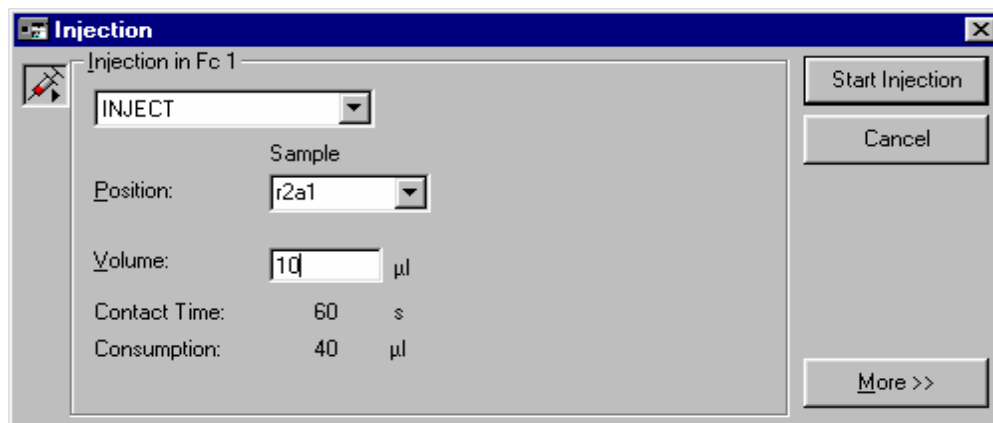 Injection
Injection in Fc 1
INJECT
Sample
Position: r2a1
Volume: 10 µl
Contact Time: 60 s
Consumption: 40 µl
Start Injection
Cancel
More >>